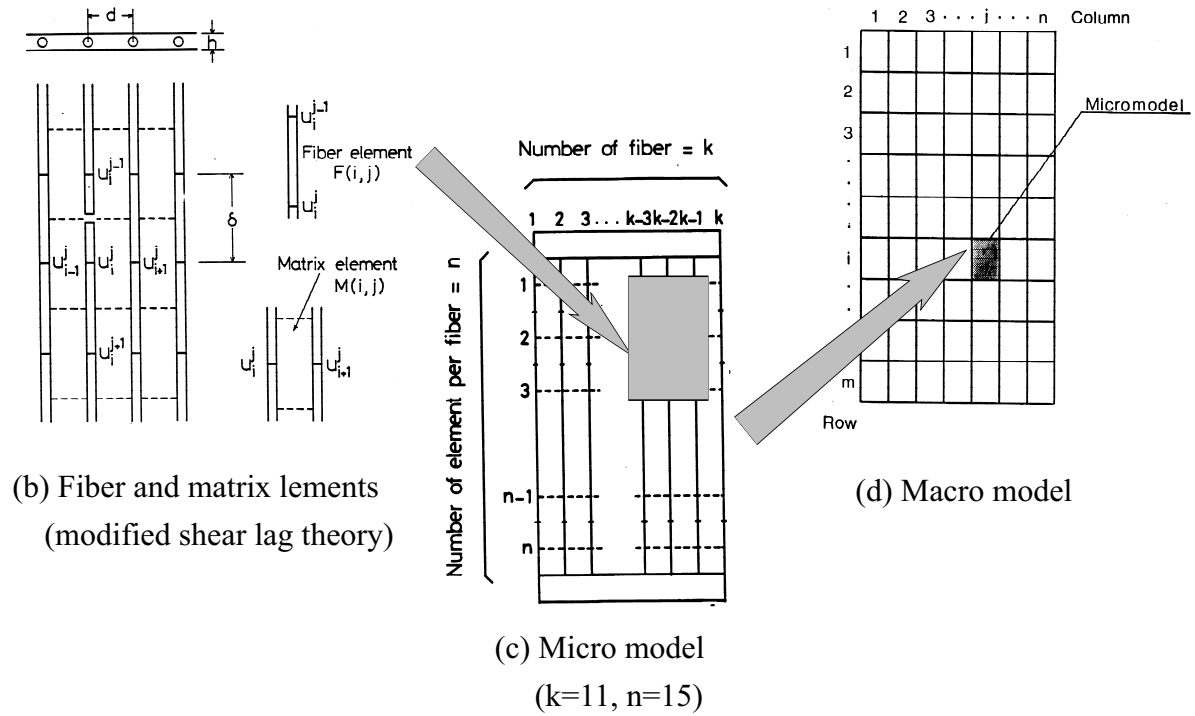 d
h
u_i^{j-1}
δ
u_{i-1}^j u_i^j u_{i+1}^j
u_i^{j+1}
u_i^{j-1}
Fiber element
F(i,j)
u_i^j
Matrix element
M(i,j)
u_i^j u_{i+1}^j
(b) Fiber and matrix lements
(modified shear lag theory)
Number of fiber = k
1 2 3... k-3 k-2 k-1 k
Number of element per fiber = n
1
2
3
n-1
n
(c) Micro model
(k=11, n=15)
1 2 3 · · · j · · · n Column
1
2
3
·
·
·
i
·
·
m
Row
Micromodel
(d) Macro model